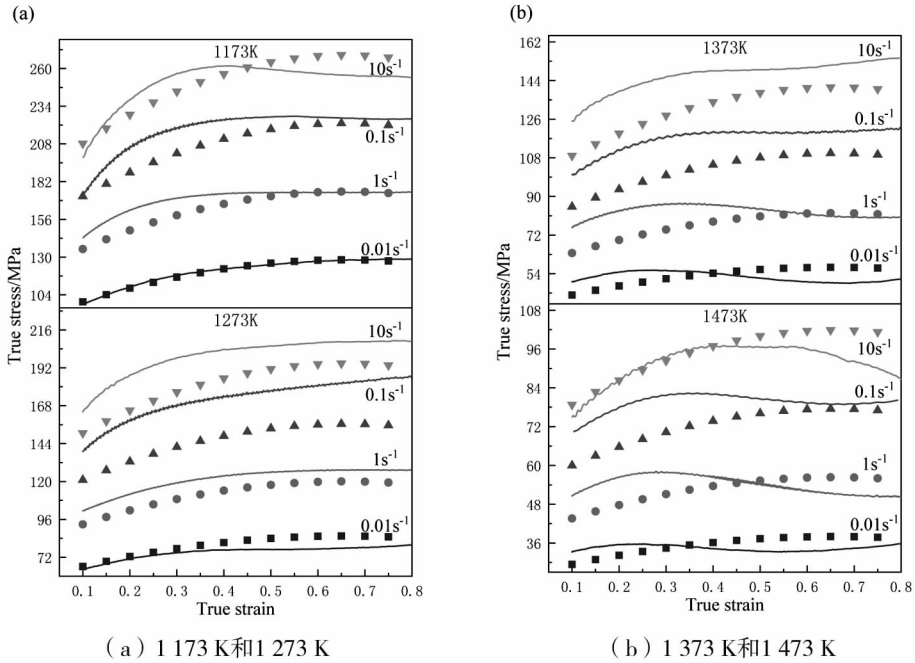 (a)
1173K
10s⁻¹
0.1s⁻¹
1s⁻¹
0.01s⁻¹
260
234
208
182
156
130
104
1273K
10s⁻¹
0.1s⁻¹
1s⁻¹
0.01s⁻¹
216
192
168
144
120
96
72
True stress/MPa
0.1 0.2 0.3 0.4 0.5 0.6 0.7 0.8
True strain
(a) 1 173 K和1 273 K
(b)
1373K
10s⁻¹
0.1s⁻¹
1s⁻¹
0.01s⁻¹
162
144
126
108
90
72
54
1473K
10s⁻¹
0.1s⁻¹
1s⁻¹
0.01s⁻¹
108
96
84
72
60
48
36
True stress/MPa
0.1 0.2 0.3 0.4 0.5 0.6 0.7 0.8
True strain
(b) 1 373 K和1 473 K